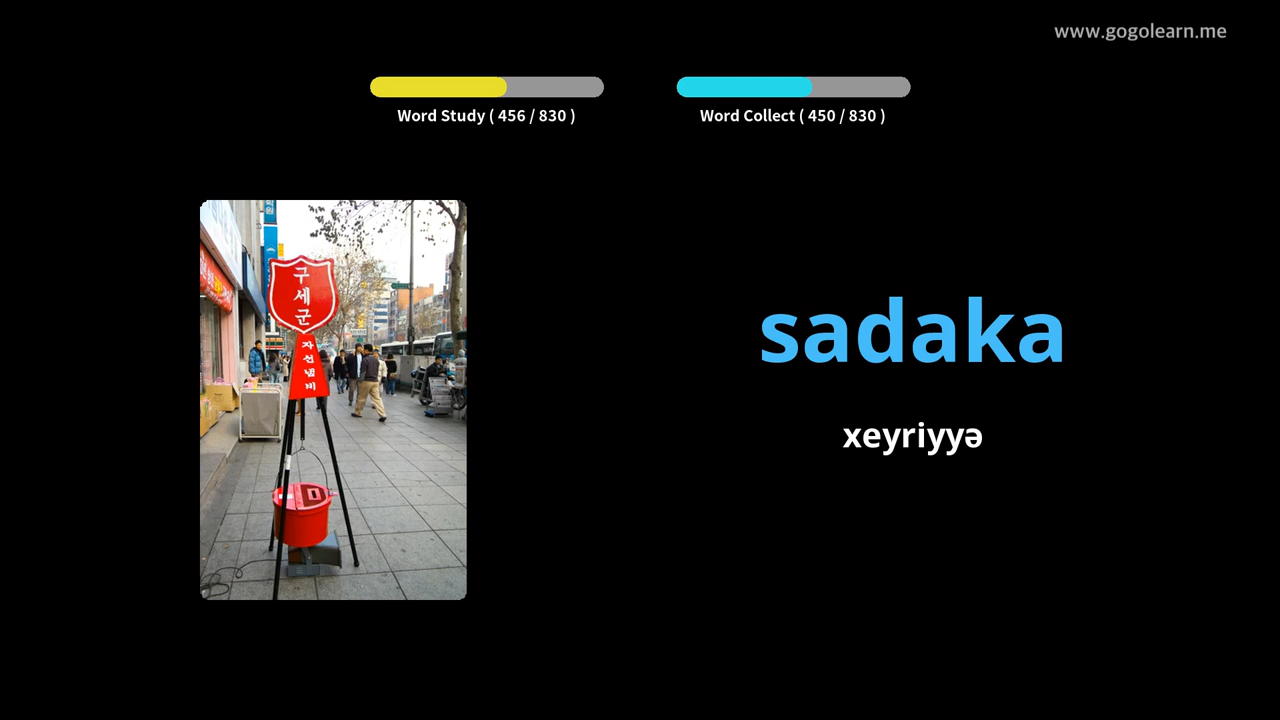 www.gogolearn.me
Word Study ( 456 / 830 )
Word Collect ( 450 / 830 )
구세군
자선냄비
sadaka
xeyriyyə